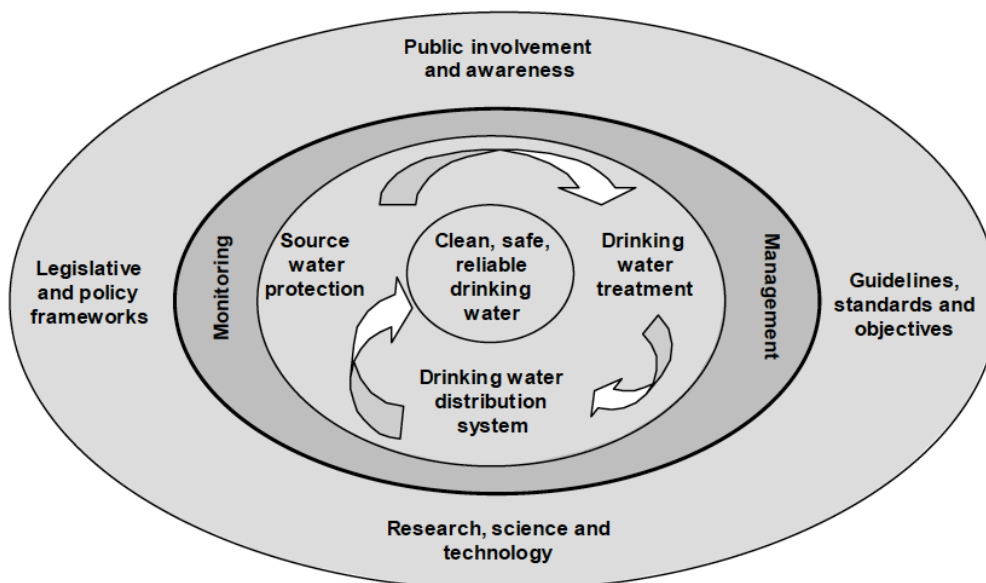 Public involvement
and awareness
Legislative
and policy
frameworks
Monitoring
Source
water
protection
Clean, safe,
reliable
drinking
water
Drinking
water
treatment
Management
Guidelines,
standards and
objectives
Drinking water
distribution
system
Research, science and
technology